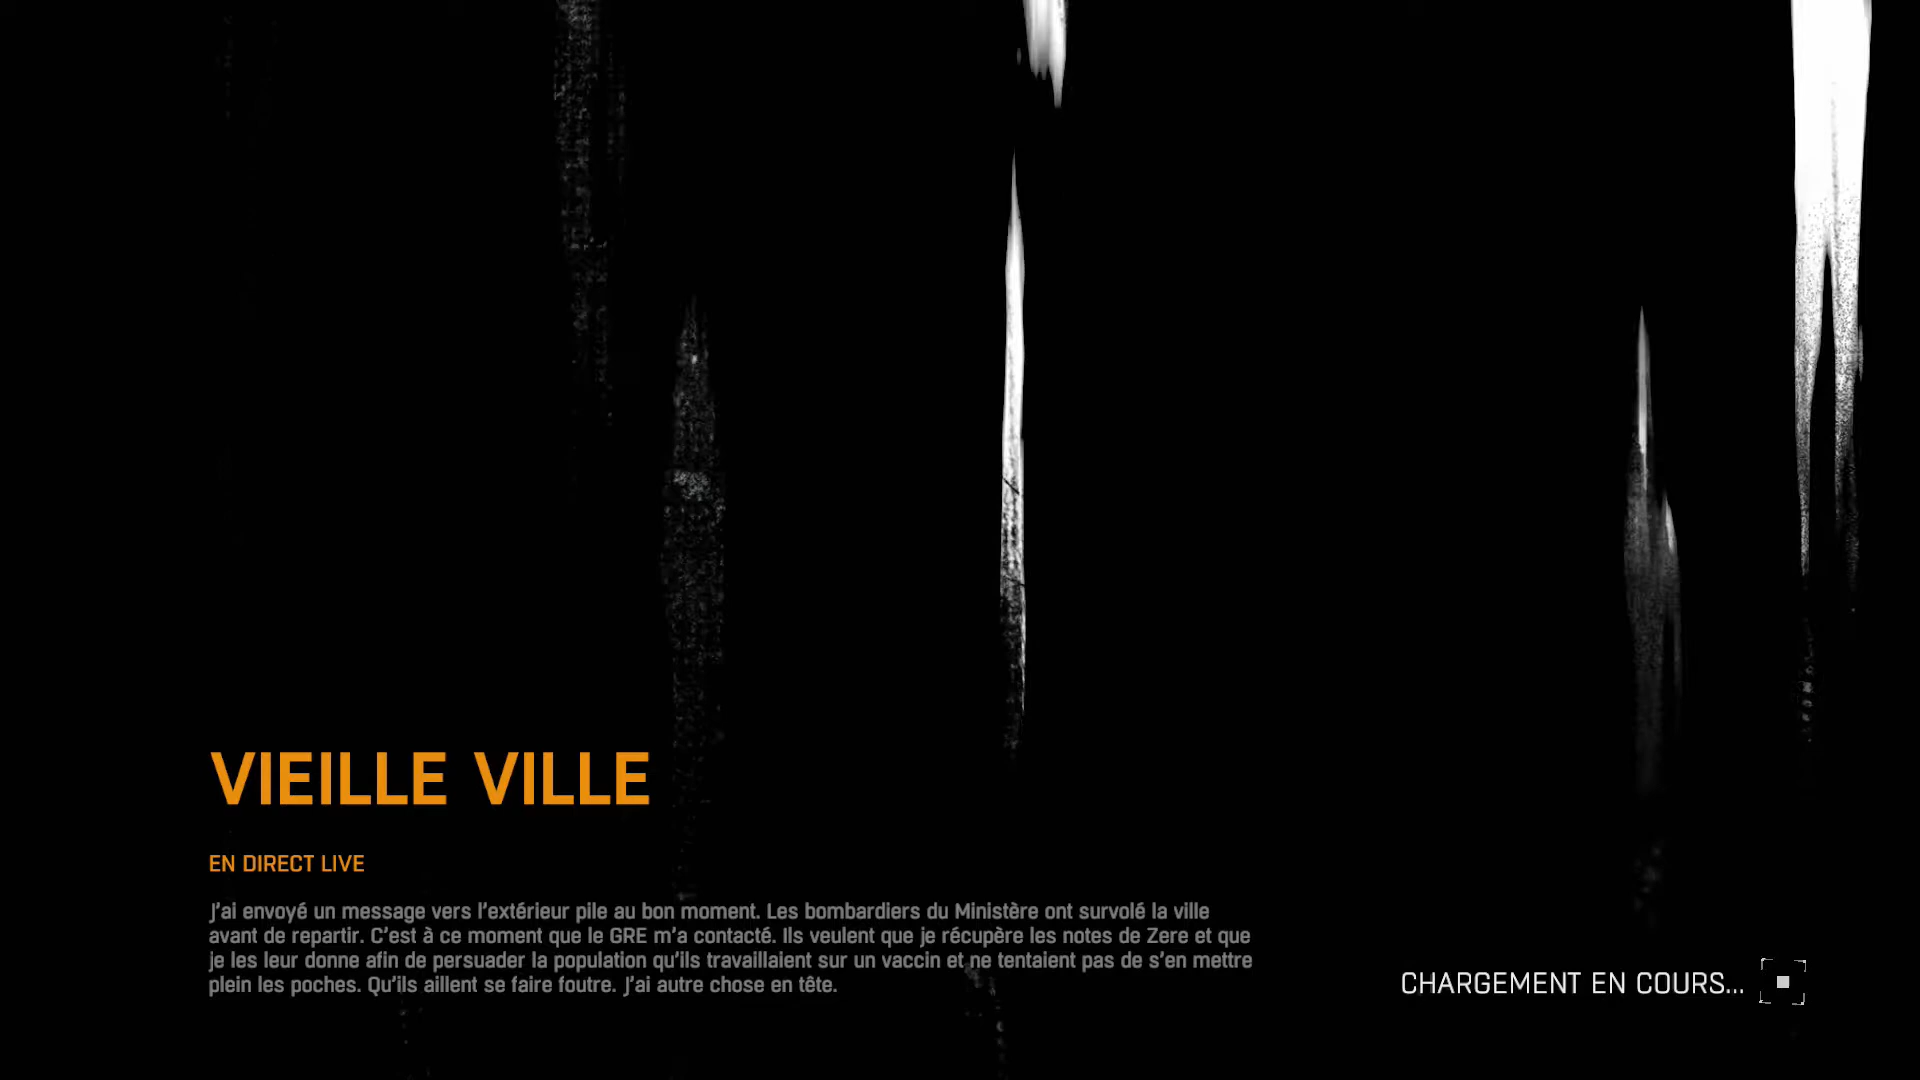 VIEILLE VILLE
EN DIRECT LIVE
J'ai envoyé un message vers l'extérieur pile au bon moment. Les bombardiers du Ministère ont survolé la ville
avant de repartir. C'est à ce moment que le GRE m'a contacté. Ils veulent que je récupère les notes de Zere et que
je les leur donne afin de persuader la population qu'ils travaillaient sur un vaccin et ne tentaient pas de s'en mettre
plein les poches. Qu'ils aillent se faire foutre. J'ai autre chose en tête.
CHARGEMENT EN COURS...